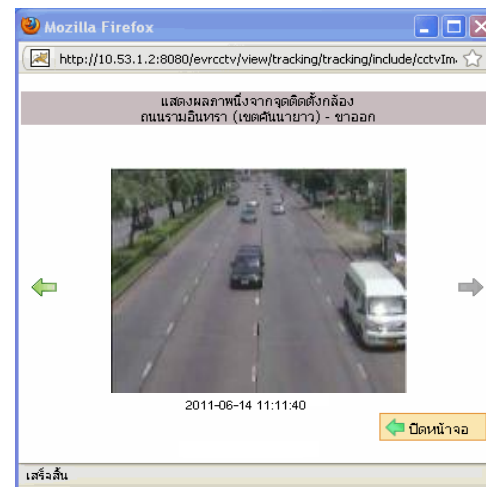 Mozilla Firefox
http://10.53.1.2:8080/evrcctv/view/tracking/tracking/include/cctvIm
แสดงผลภาพนิ่งจากจุดติดตั้งกล้อง
ถนนรามอินทรา (เขตคันนายาว) - ขาออก
2011-06-14 11:11:40
ปิดหน้าจอ
เสร็จสิ้น